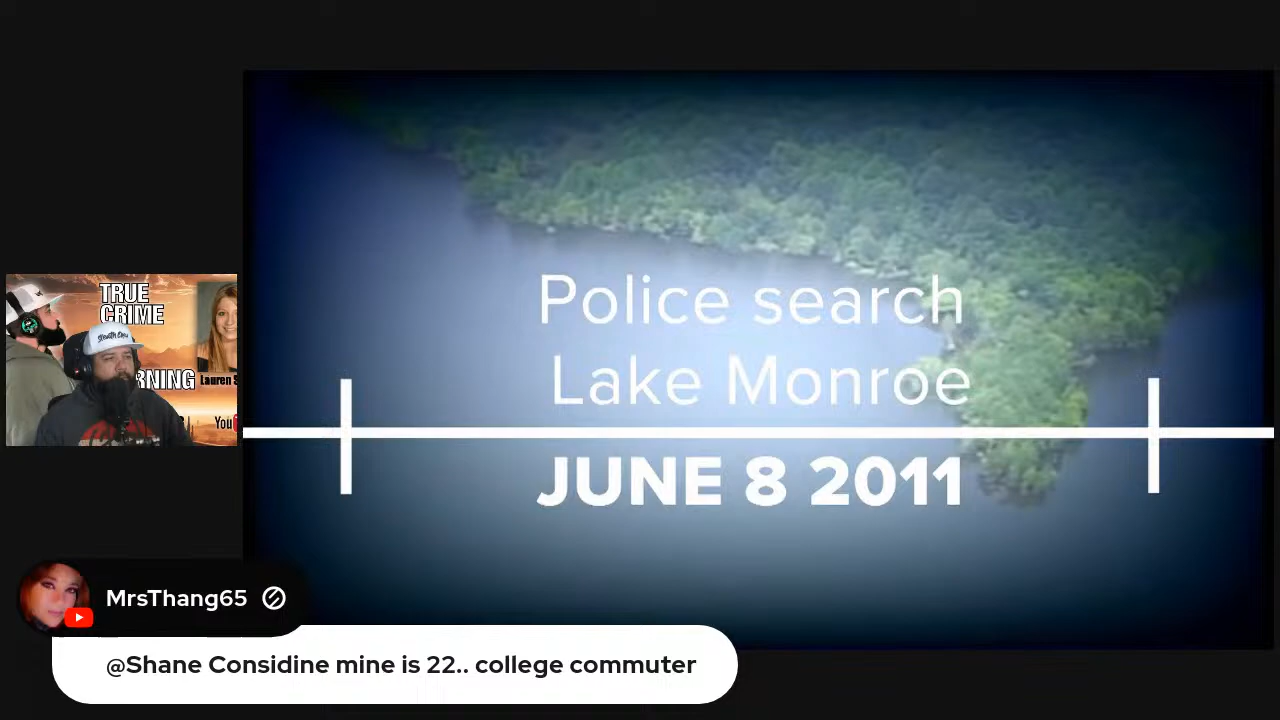 TRUE
CRIME
RNING
Lauren S
You
Police search
Lake Monroe
JUNE 8 2011
MrsThang65
@Shane Considine mine is 22.. college commuter